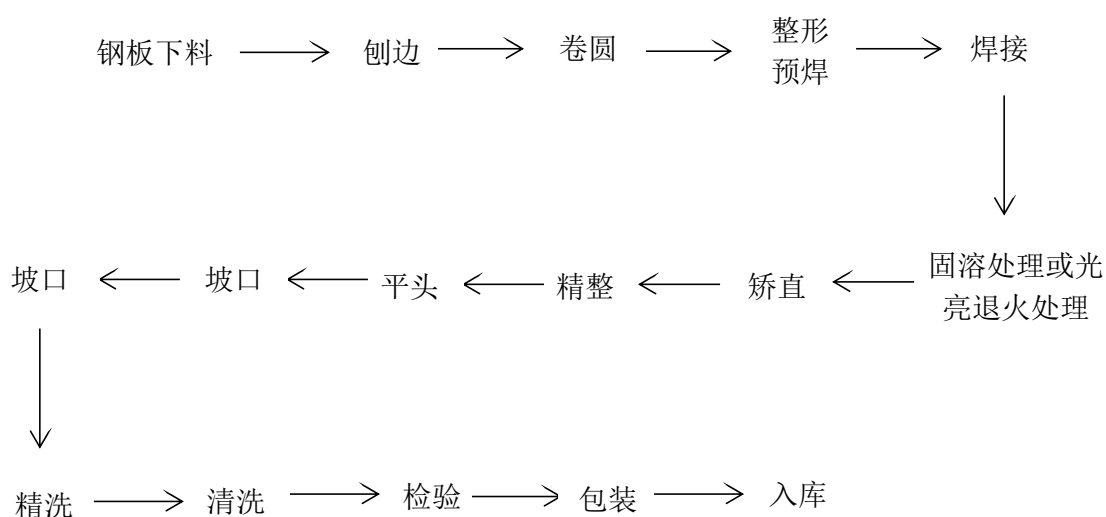 钢板下料
刨边
卷圆
整形
预焊
焊接
固溶处理或光
亮退火处理
矫直
精整
平头
坡口
坡口
精洗
清洗
检验
包装
入库